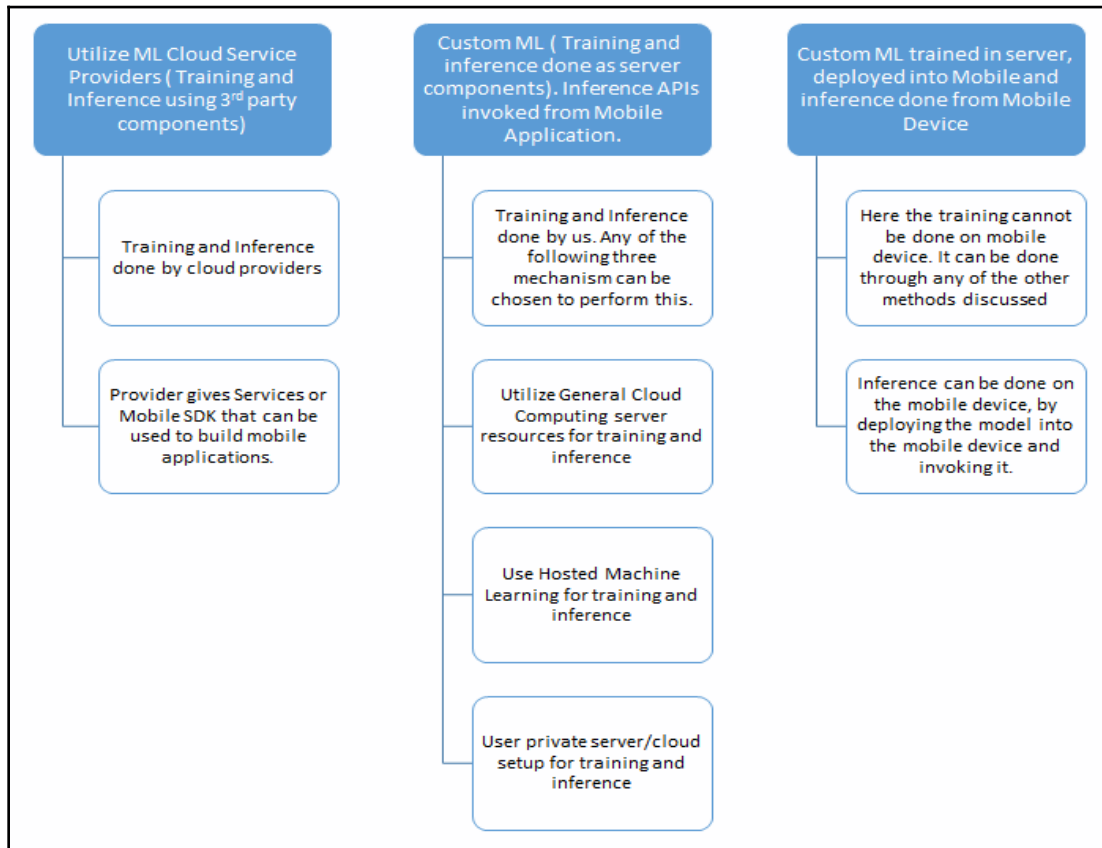 Utilize ML Cloud Service
Providers ( Training and
Inference using 3rd party
components)
Training and Inference
done by cloud providers
Provider gives Services or
Mobile SDK that can be
used to build mobile
applications.
Custom ML ( Training and
inference done as server
components). Inference APIs
invoked from Mobile
Application.
Training and Inference
done by us. Any of the
following three
mechanism can be
chosen to perform this.
Utilize General Cloud
Computing server
resources for training and
inference
Use Hosted Machine
Learning for training and
inference
User private server/cloud
setup for training and
inference
Custom ML trained in server,
deployed into Mobile and
inference done from Mobile
Device
Here the training cannot
be done on mobile
device. It can be done
through any of the other
methods discussed
Inference can be done on
the mobile device, by
deploying the model into
the mobile device and
invoking it.